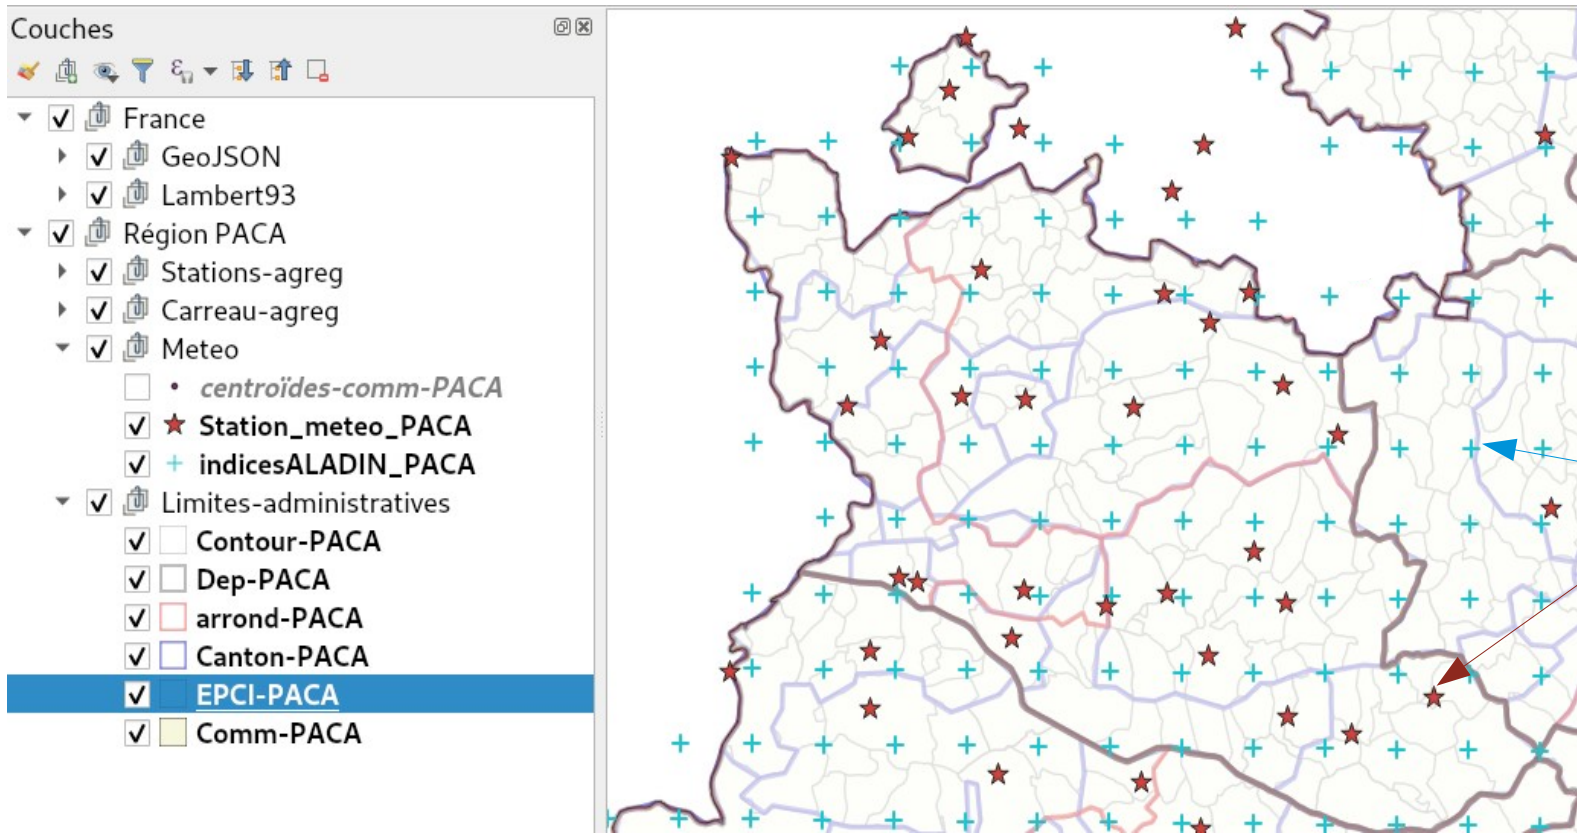 Couches
France
GeoJSON
Lambert93
Région PACA
Stations-agreg
Carreau-agreg
Meteo
centroïdes-comm-PACA
Station_meteo_PACA
indicesALADIN_PACA
Limites-administratives
Contour-PACA
Dep-PACA
arrond-PACA
Canton-PACA
EPCI-PACA
Comm-PACA